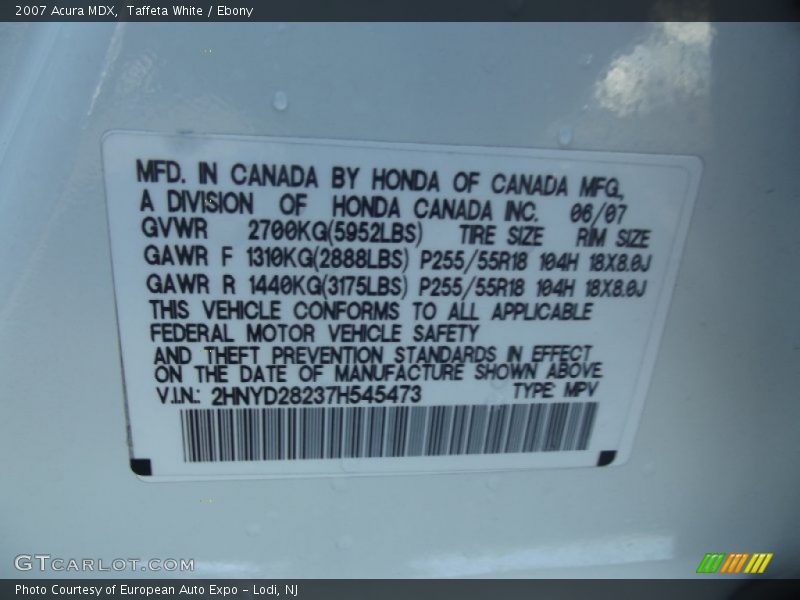 2007 Acura MDX, Taffeta White / Ebony
MFD. IN CANADA BY HONDA OF CANADA MFG.,
A DIVISION OF HONDA CANADA INC. 06/07
GVWR 2700KG(5952LBS) TIRE SIZE RIM SIZE
GAWR F 1310KG(2888LBS) P255/55R18 104H 18X8.0J
GAWR R 1440KG(3175LBS) P255/55R18 104H 18X8.0J
THIS VEHICLE CONFORMS TO ALL APPLICABLE
FEDERAL MOTOR VEHICLE SAFETY
AND THEFT PREVENTION STANDARDS IN EFFECT
ON THE DATE OF MANUFACTURE SHOWN ABOVE.
V.I.N.: 2HNYD28237H545473 TYPE: MPV
GTCARLOT.COM
Photo Courtesy of European Auto Expo - Lodi, NJ